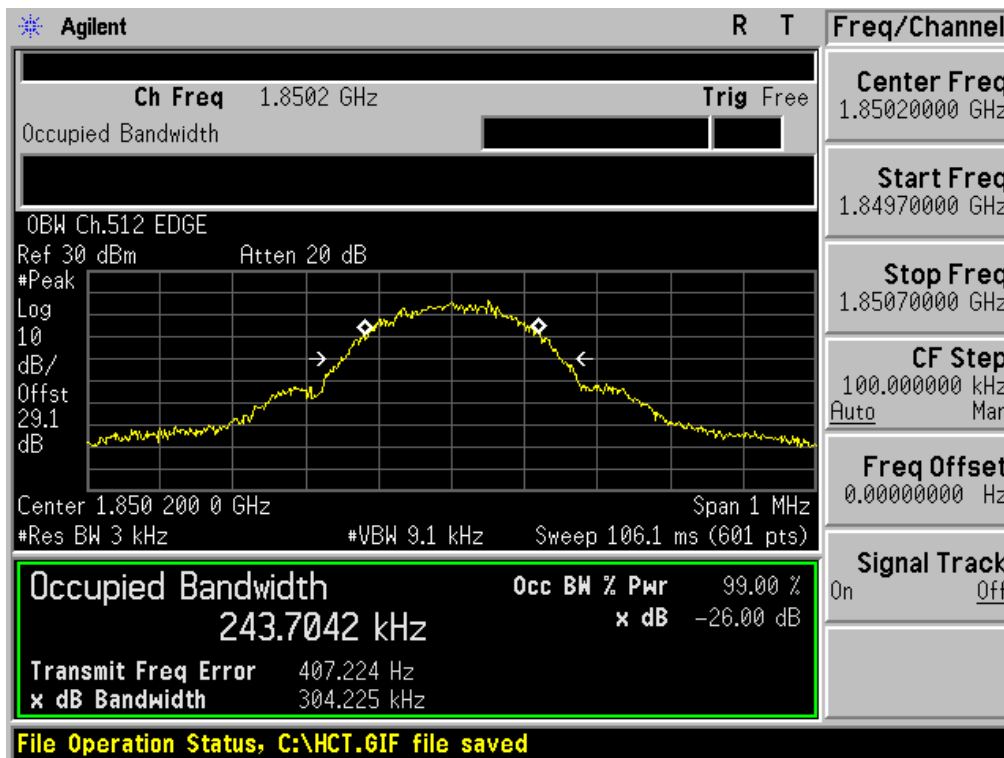 Agilent R T Freq/Channel
Ch Freq 1.8502 GHz Trig Free
Occupied Bandwidth
Center Freq
1.85020000 GHz
Start Freq
1.84970000 GHz
Stop Freq
1.85070000 GHz
CF Step
100.000000 kHz
Auto Man
Freq Offset
0.00000000 Hz
Signal Track
On Off
OBW Ch.512 EDGE
Ref 30 dBm Atten 20 dB
#Peak
Log
10
dB/
Offst
29.1
dB
Center 1.850 200 0 GHz Span 1 MHz
#Res BW 3 kHz #VBW 9.1 kHz Sweep 106.1 ms (601 pts)
Occupied Bandwidth Occ BW % Pwr 99.00 %
243.7042 kHz x dB -26.00 dB
Transmit Freq Error 407.224 Hz
x dB Bandwidth 304.225 kHz
File Operation Status, C:\HCT.GIF file saved